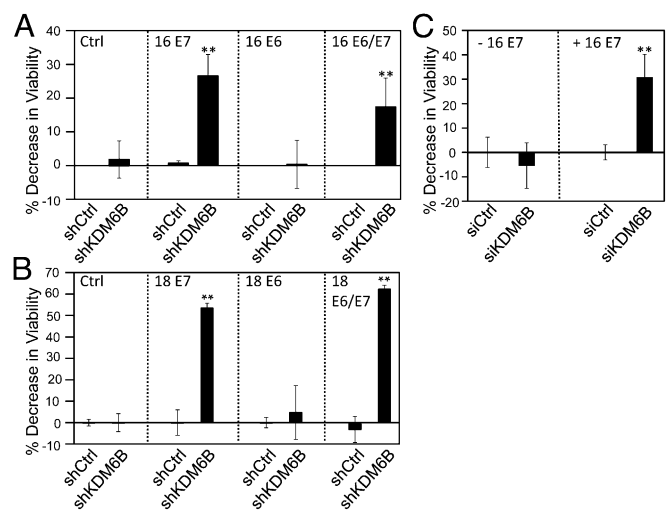 A
% Decrease in Viability
40
30
20
10
0
-10
Ctrl
16 E7
16 E6
16 E6/E7
**
**
shCtrl
shKDM6B
shCtrl
shKDM6B
shCtrl
shKDM6B
shCtrl
shKDM6B
C
% Decrease in Viability
50
40
30
20
10
0
-10
-20
- 16 E7
+ 16 E7
**
siCtrl
siKDM6B
siCtrl
siKDM6B
B
% Decrease in Viability
70
60
50
40
30
20
10
0
-10
Ctrl
18 E7
18 E6
18
E6/E7
**
**
shCtrl
shKDM6B
shCtrl
shKDM6B
shCtrl
shKDM6B
shCtrl
shKDM6B